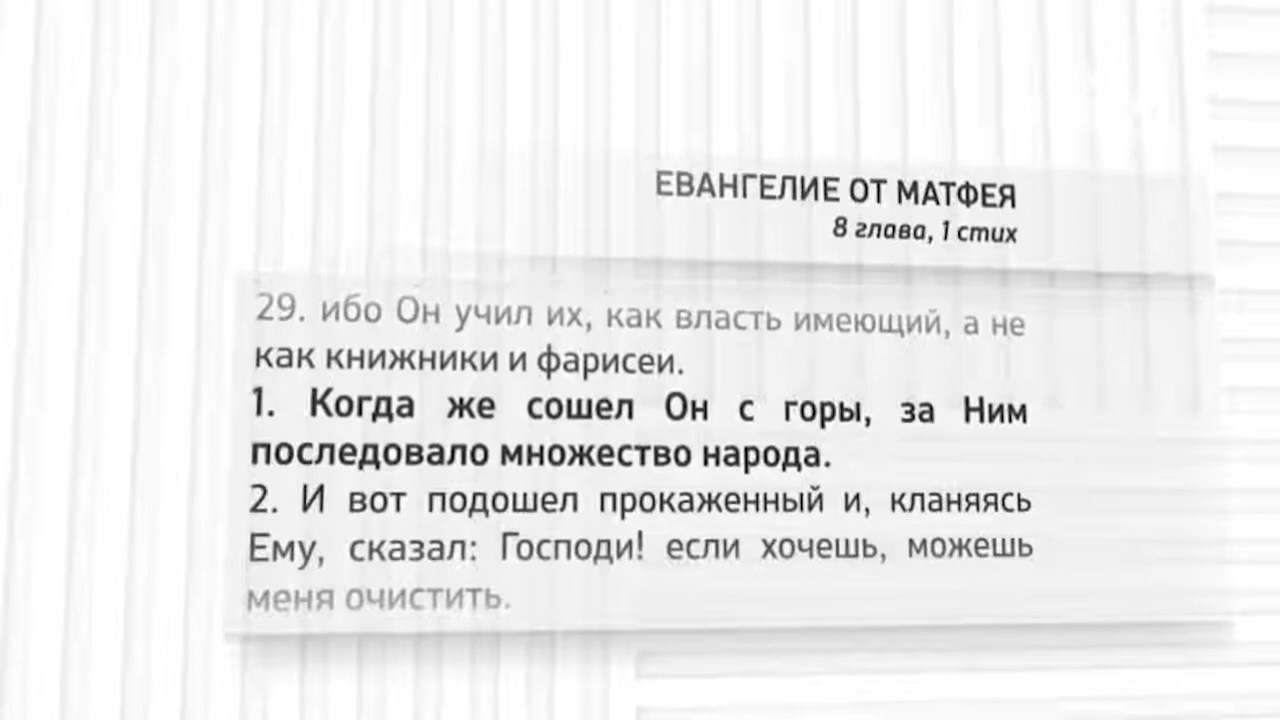 ЕВАНГЕЛИЕ ОТ МАТФЕЯ
8 глава, 1 стих
29. ибо Он учил их, как власть имеющий, а не
как книжники и фарисеи.
1. Когда же сошел Он с горы, за Ним
последовало множество народа.
2. И вот подошел прокаженный и, кланяясь
Ему, сказал: Господи! если хочешь, можешь
меня очистить.